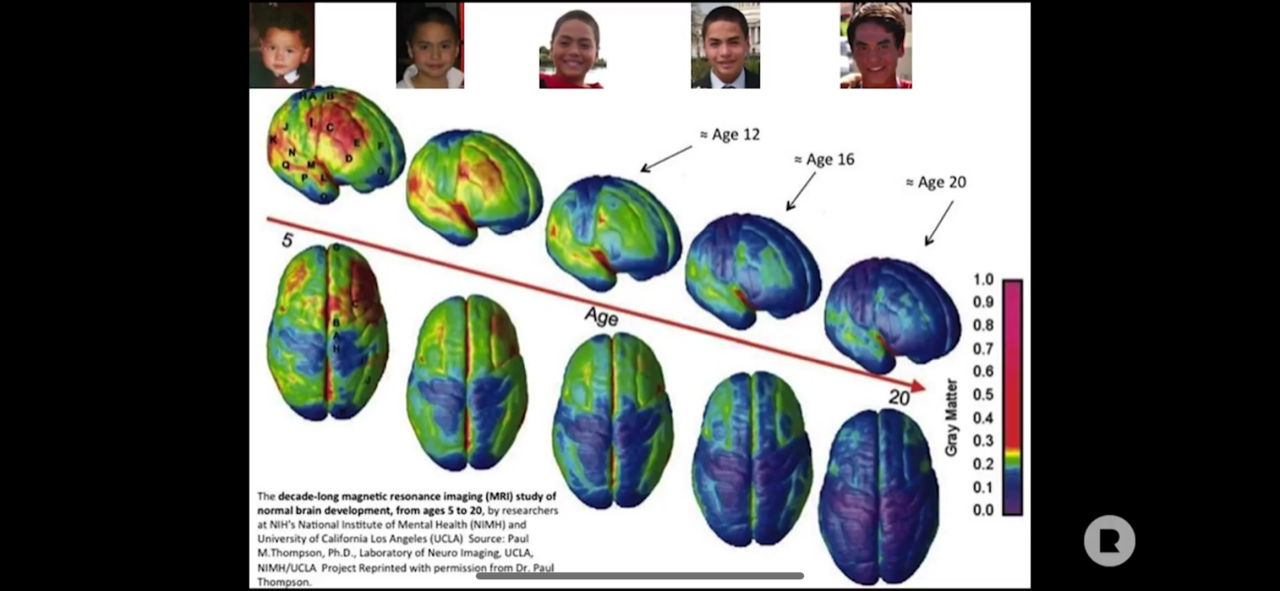 ≈ Age 12
≈ Age 16
≈ Age 20
H A B
J I C
K E F
N D
Q M G
P L
O
5
Age
20
G
C
B
A
H
J
Gray Matter
1.0
0.9
0.8
0.7
0.6
0.5
0.4
0.3
0.2
0.1
0.0
The decade-long magnetic resonance imaging (MRI) study of
normal brain development, from ages 5 to 20, by researchers
at NIH's National Institute of Mental Health (NIMH) and
University of California Los Angeles (UCLA) Source: Paul
M.Thompson, Ph.D., Laboratory of Neuro Imaging, UCLA,
NIMH/UCLA Project Reprinted with permission from Dr. Paul
Thompson.
R